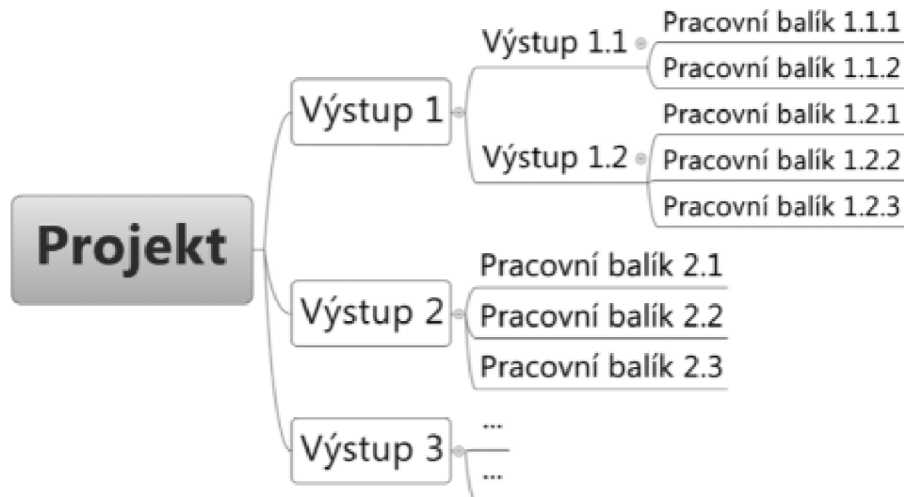 Projekt
Výstup 1
Výstup 1.1
Pracovní balík 1.1.1
Pracovní balík 1.1.2
Výstup 1.2
Pracovní balík 1.2.1
Pracovní balík 1.2.2
Pracovní balík 1.2.3
Výstup 2
Pracovní balík 2.1
Pracovní balík 2.2
Pracovní balík 2.3
Výstup 3
...
...